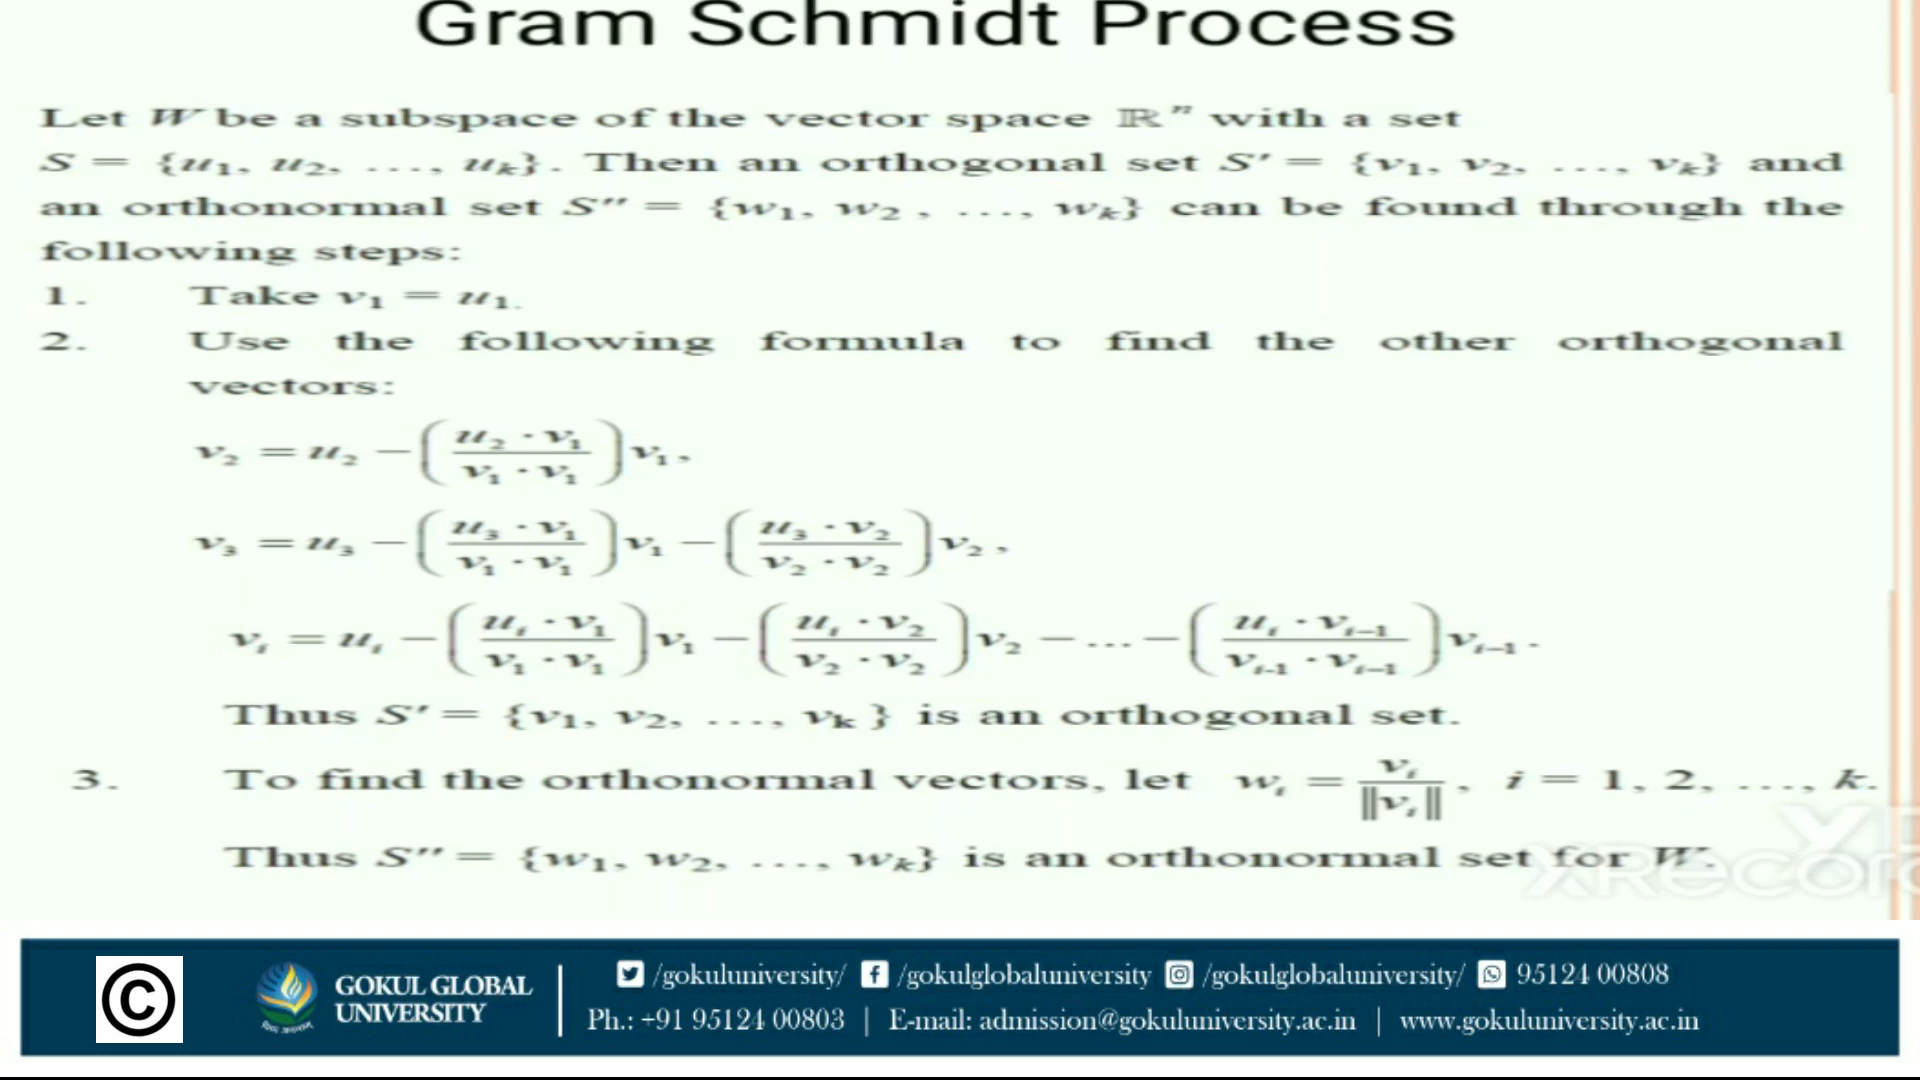 Gram Schmidt Process
Let W be a subspace of the vector space ℝⁿ with a set
S = {u₁, u₂, ..., uₖ}. Then an orthogonal set S′ = {v₁, v₂, ..., vₖ} and
an orthonormal set S″ = {w₁, w₂ , ..., wₖ} can be found through the
following steps:
1. Take v₁ = u₁.
2. Use the following formula to find the other orthogonal
vectors:
v₂ = u₂ − (u₂ · v₁ / v₁ · v₁) v₁,
v₃ = u₃ − (u₃ · v₁ / v₁ · v₁) v₁ − (u₃ · v₂ / v₂ · v₂) v₂,
vᵢ = uᵢ − (uᵢ · v₁ / v₁ · v₁) v₁ − (uᵢ · v₂ / v₂ · v₂) v₂ − ... − (uᵢ · vᵢ₋₁ / vᵢ₋₁ · vᵢ₋₁) vᵢ₋₁.
Thus S′ = {v₁, v₂, ..., vₖ } is an orthogonal set.
3. To find the orthonormal vectors, let wᵢ = vᵢ / ‖vᵢ‖, i = 1, 2, ..., k.
Thus S″ = {w₁, w₂, ..., wₖ} is an orthonormal set for W.
XRecor
©
GOKUL GLOBAL
UNIVERSITY
/gokuluniversity/ /gokulglobaluniversity /gokulglobaluniversity/ 95124 00808
Ph.: +91 95124 00803 | E-mail: admission@gokuluniversity.ac.in | www.gokuluniversity.ac.in